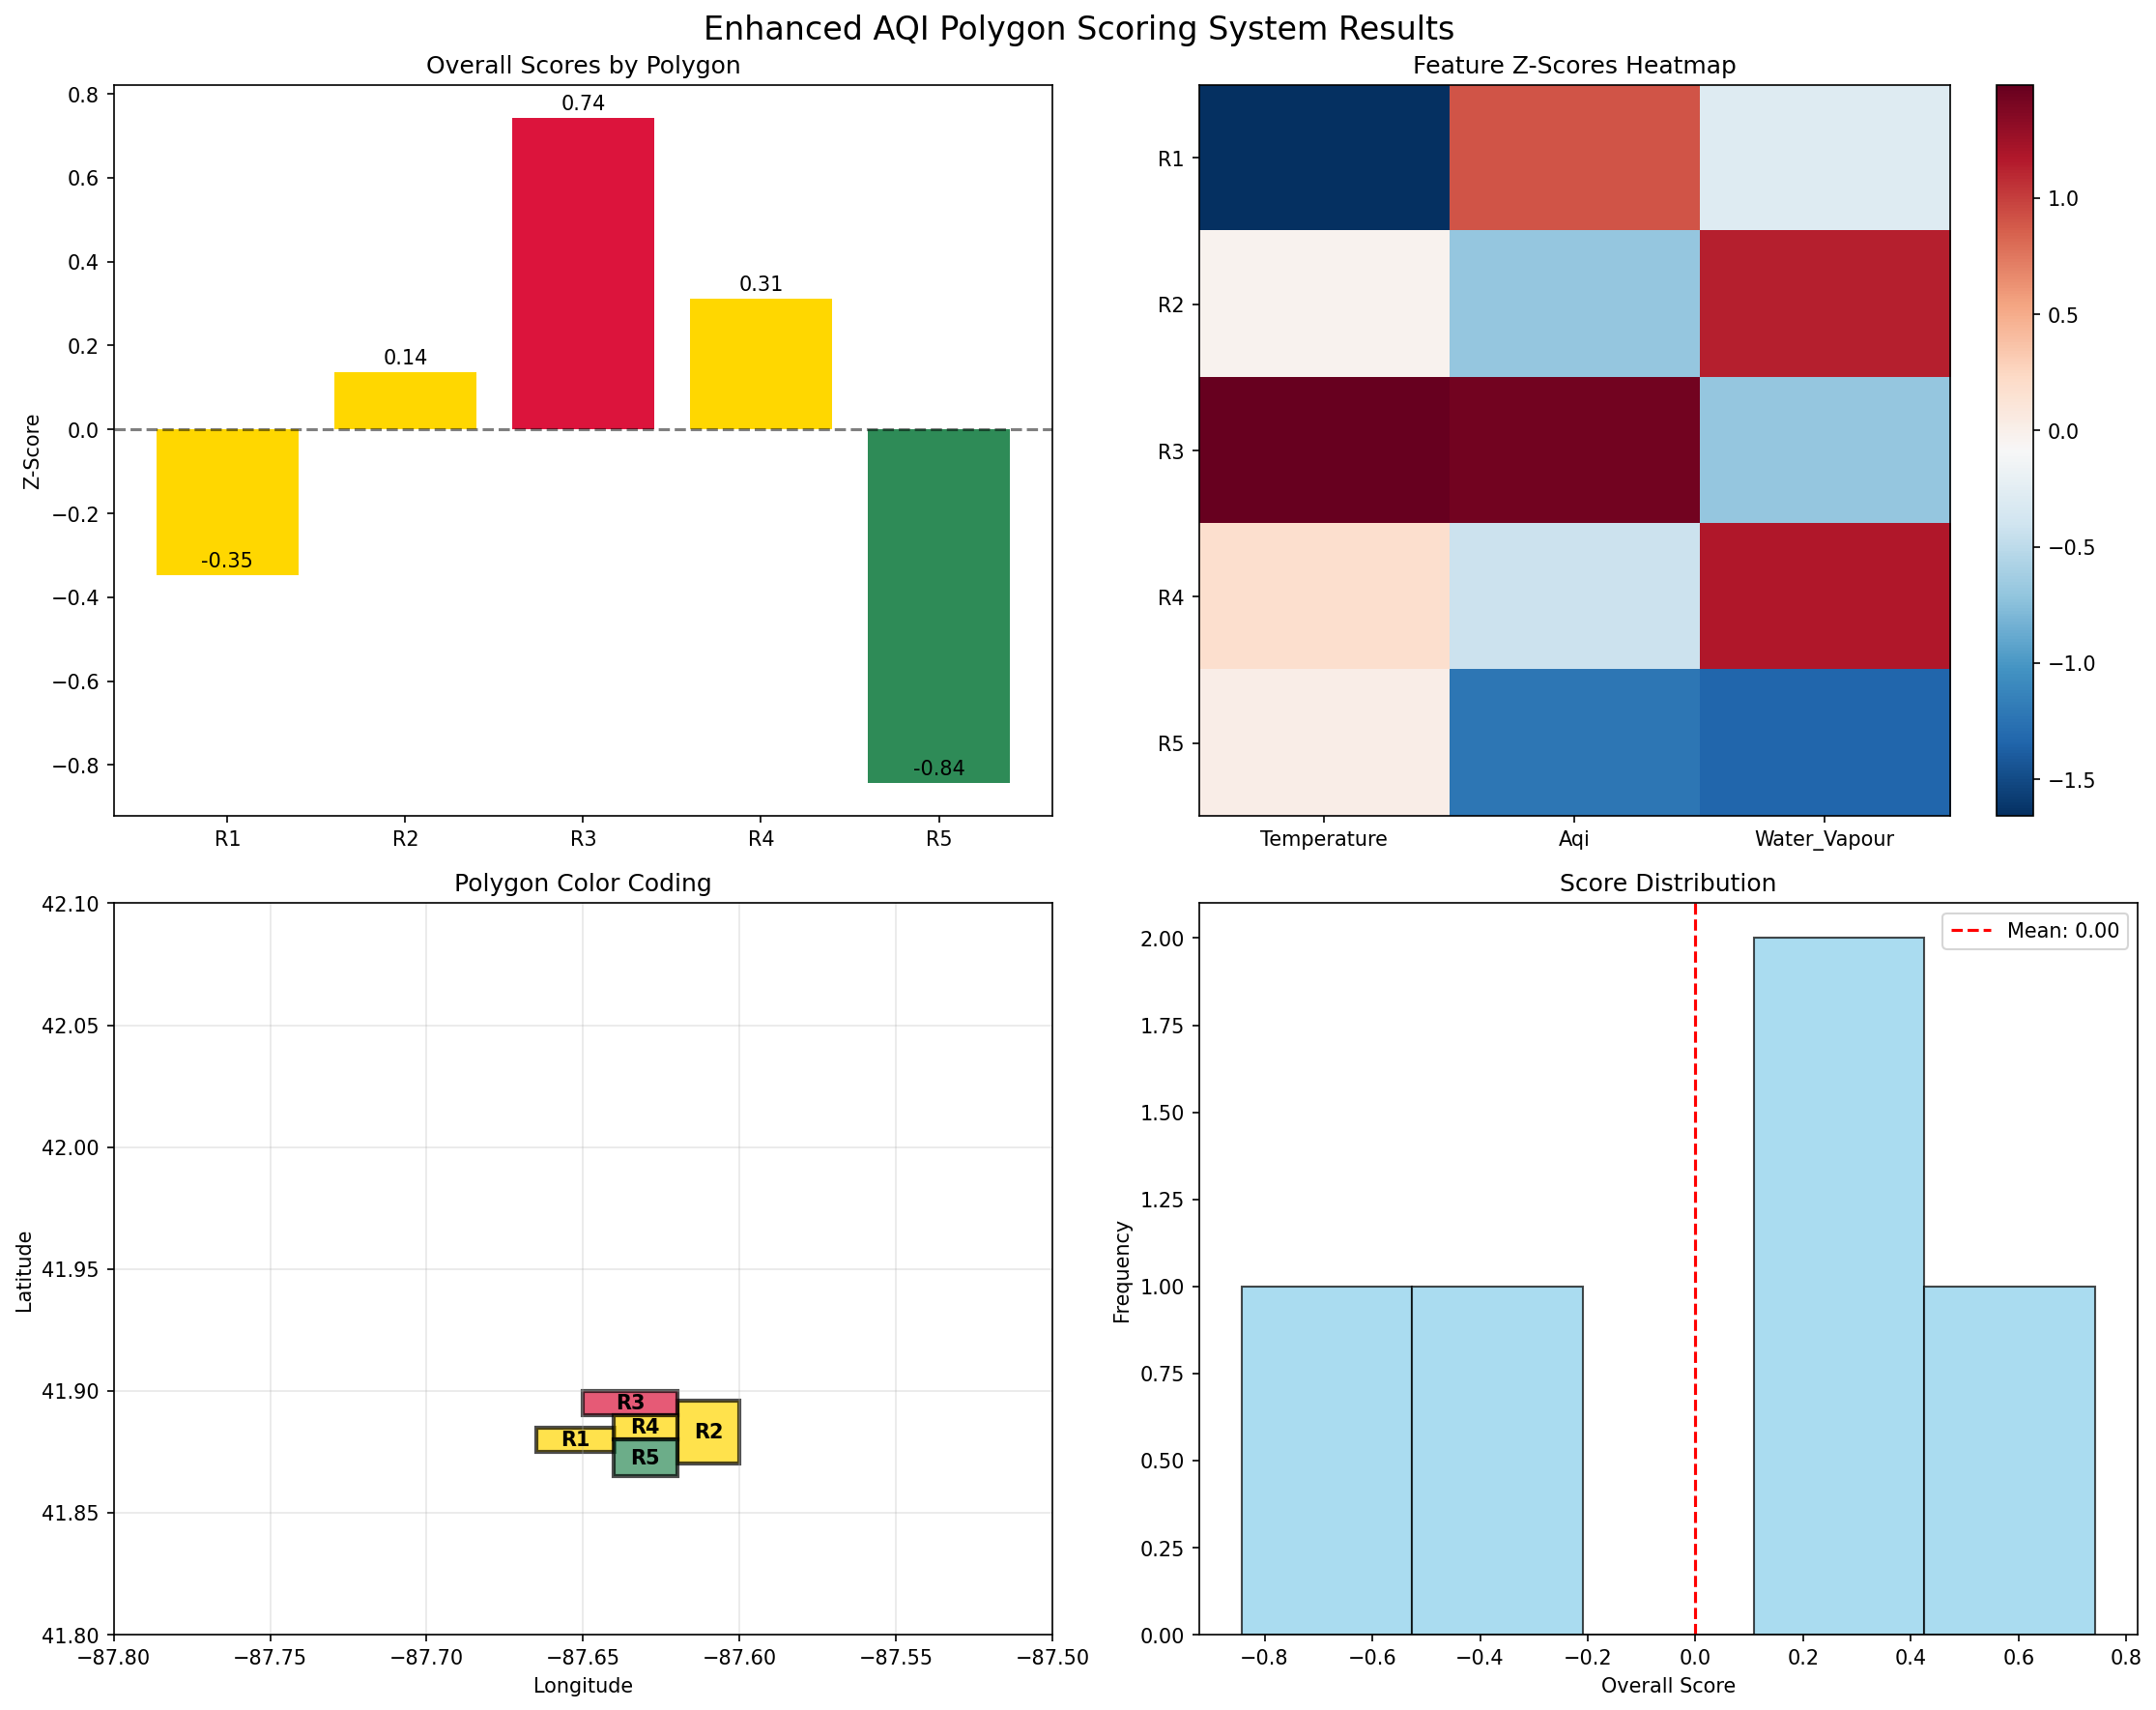 Enhanced AQI Polygon Scoring System Results
Overall Scores by Polygon
0.8
0.6
0.4
0.2
0.0
−0.2
−0.4
−0.6
−0.8
Z-Score
-0.35
0.14
0.74
0.31
-0.84
R1 R2 R3 R4 R5
Feature Z-Scores Heatmap
R1
R2
R3
R4
R5
Temperature Aqi Water_Vapour
1.0
0.5
0.0
−0.5
−1.0
−1.5
Polygon Color Coding
42.10
42.05
42.00
41.95
41.90
41.85
41.80
Latitude
R3
R4
R2
R1
R5
−87.80 −87.75 −87.70 −87.65 −87.60 −87.55 −87.50
Longitude
Score Distribution
Mean: 0.00
2.00
1.75
1.50
1.25
1.00
0.75
0.50
0.25
0.00
Frequency
−0.8 −0.6 −0.4 −0.2 0.0 0.2 0.4 0.6 0.8
Overall Score